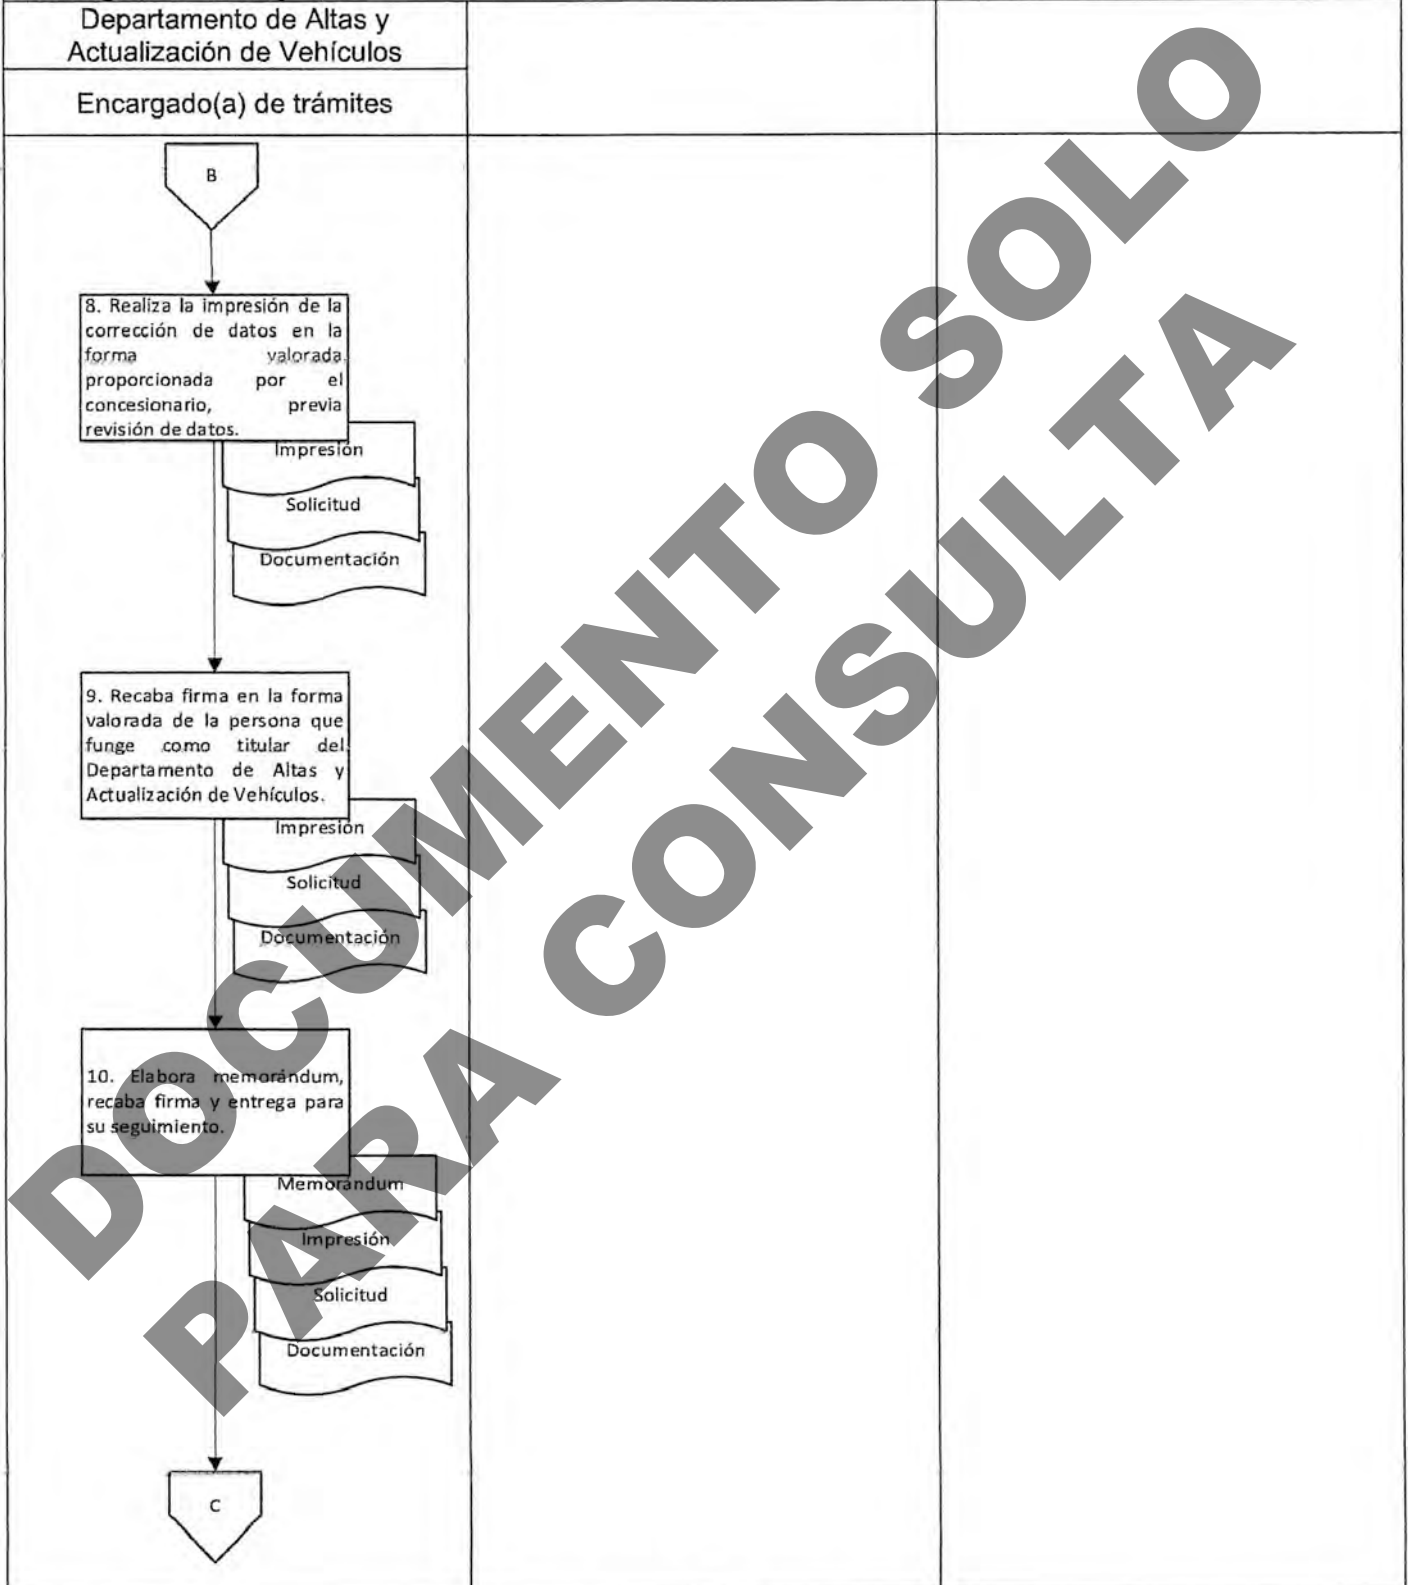 Departamento de Altas y
Actualización de Vehículos
Encargado(a) de trámites
B
8. Realiza la impresión de la
corrección de datos en la
forma valorada
proporcionada por el
concesionario, previa
revisión de datos.
Impresión
Solicitud
Documentación
9. Recaba firma en la forma
valorada de la persona que
funge como titular del
Departamento de Altas y
Actualización de Vehículos.
Impresión
Solicitud
Documentación
10. Elabora memorándum,
recaba firma y entrega para
su seguimiento.
Memorándum
Impresión
Solicitud
Documentación
C
DOCUMENTO SOLO
PARA CONSULTA